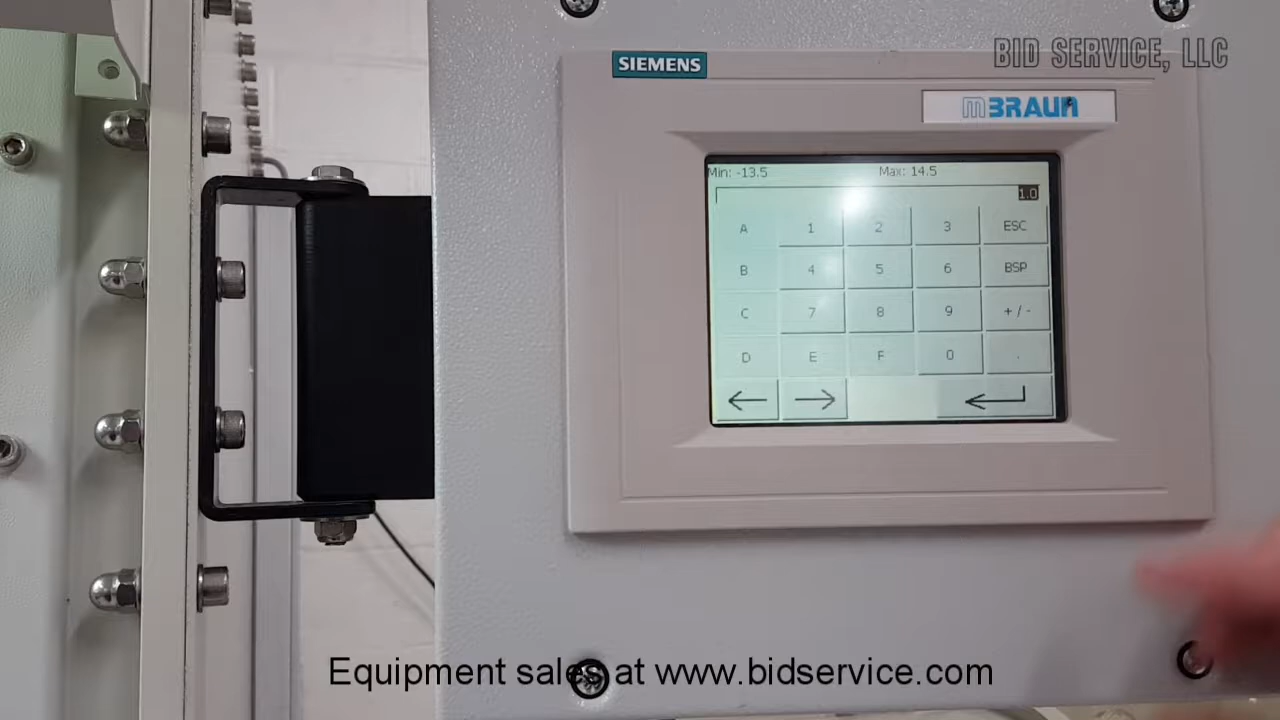 BID SERVICE, LLC
SIEMENS
mBRAUN
Min: -13.5 Max: 14.5
1.0
A 1 2 3 ESC
B 4 5 6 BSP
C 7 8 9 + / -
D E F 0 .
Equipment sales at www.bidservice.com